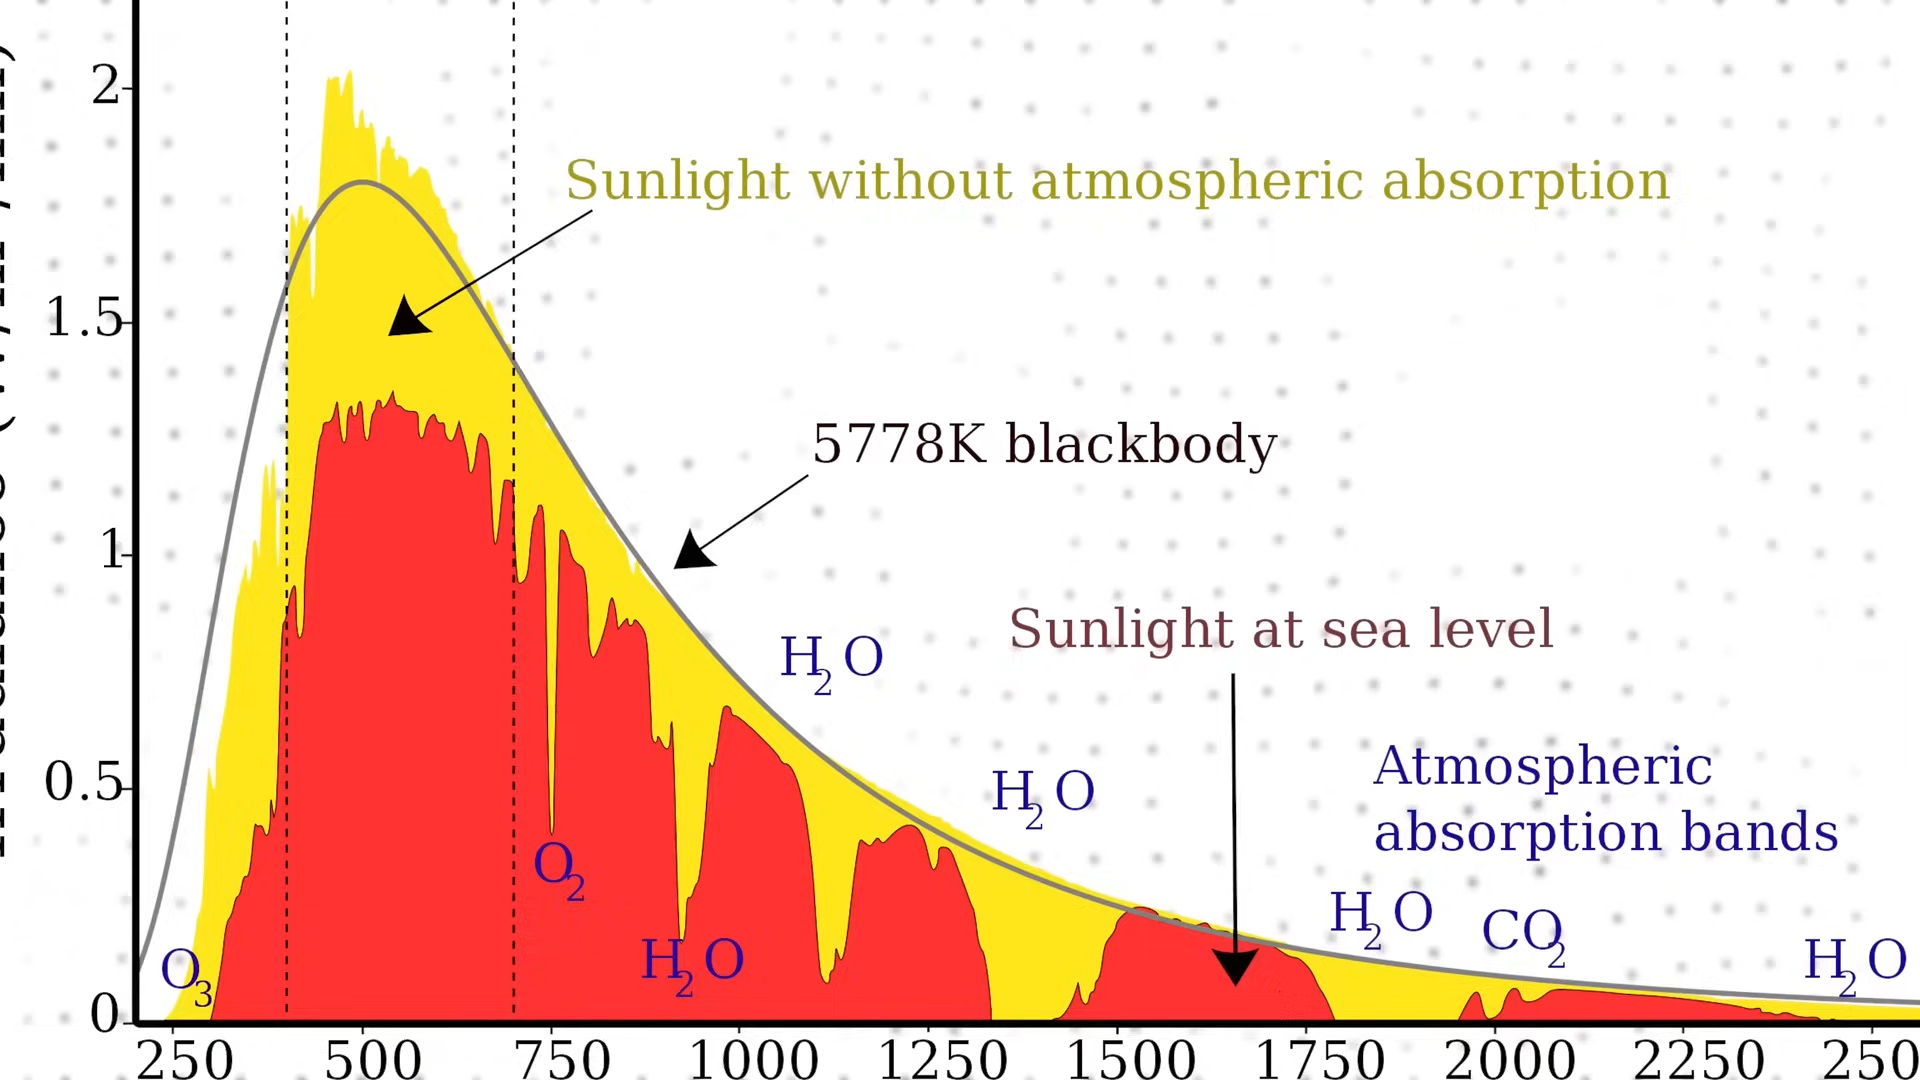 2
Sunlight without atmospheric absorption
1.5
5778K blackbody
1
Sunlight at sea level
H2O
Atmospheric
absorption bands
0.5
H2O
O2
H2O
CO2
H2O
H2O
O3
0
250 500 750 1000 1250 1500 1750 2000 2250 250